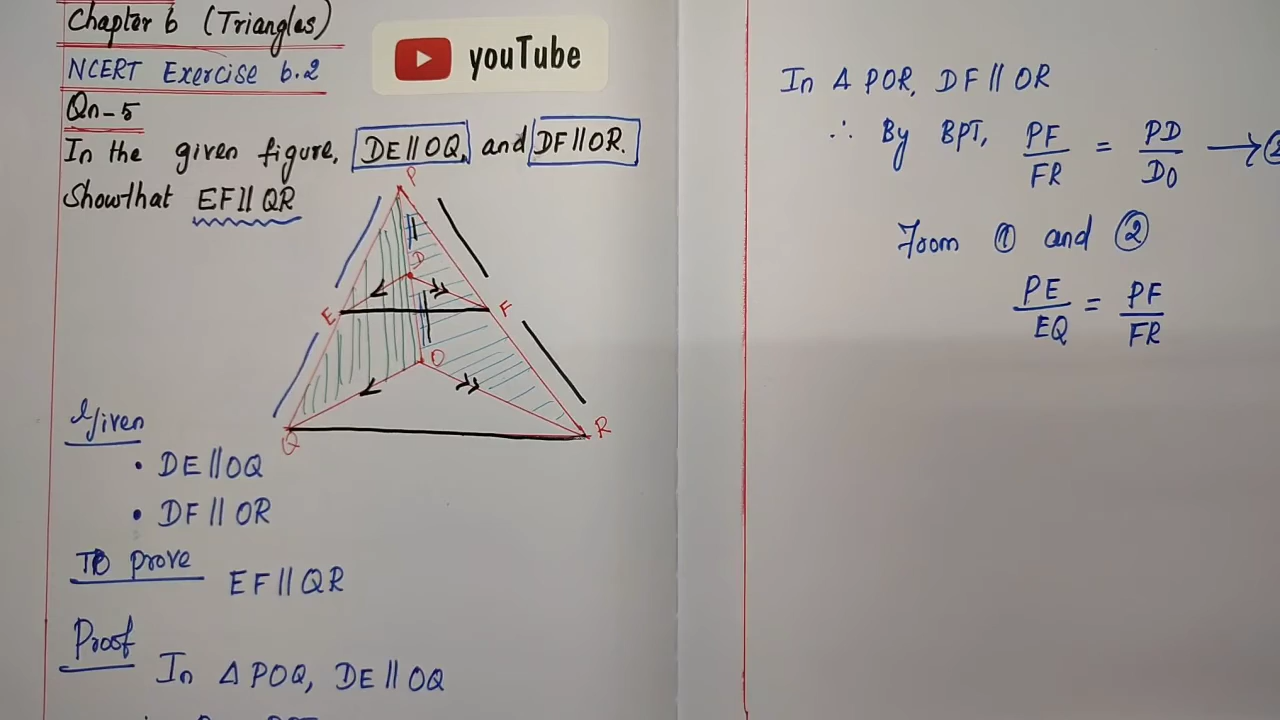 Chapter 6 (Triangles)
NCERT Exercise 6.2
Qn-5
In the given figure, DE||OQ, and DF||OR.
Show that EF||QR
YouTube
P
D
E
F
O
Q
R
Given
• DE||OQ
• DF||OR
To prove
EF||QR
Proof
In Δ POQ, DE||OQ
In Δ POR, DF||OR
∴ By BPT, PF/FR = PD/DO → 2
From ① and ②
PE/EQ = PF/FR